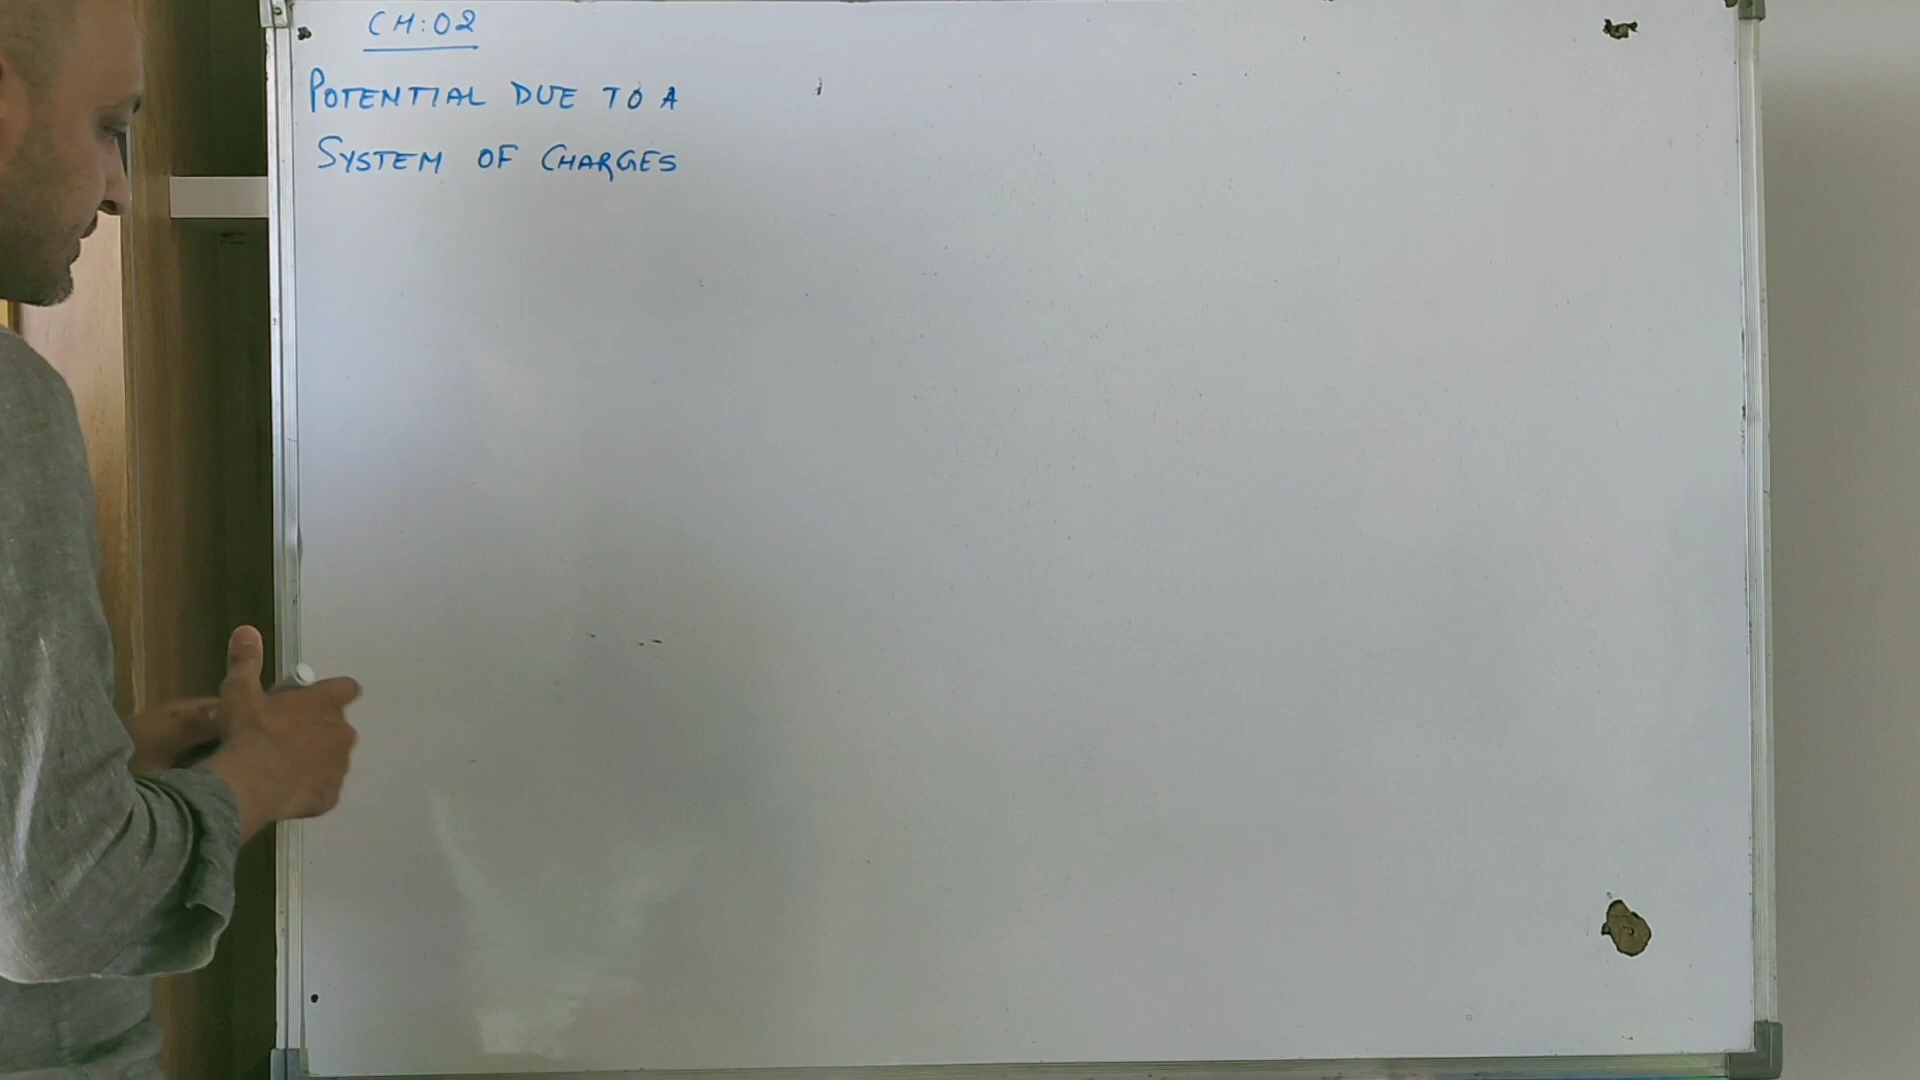 CH:02
POTENTIAL DUE TO A
SYSTEM OF CHARGES